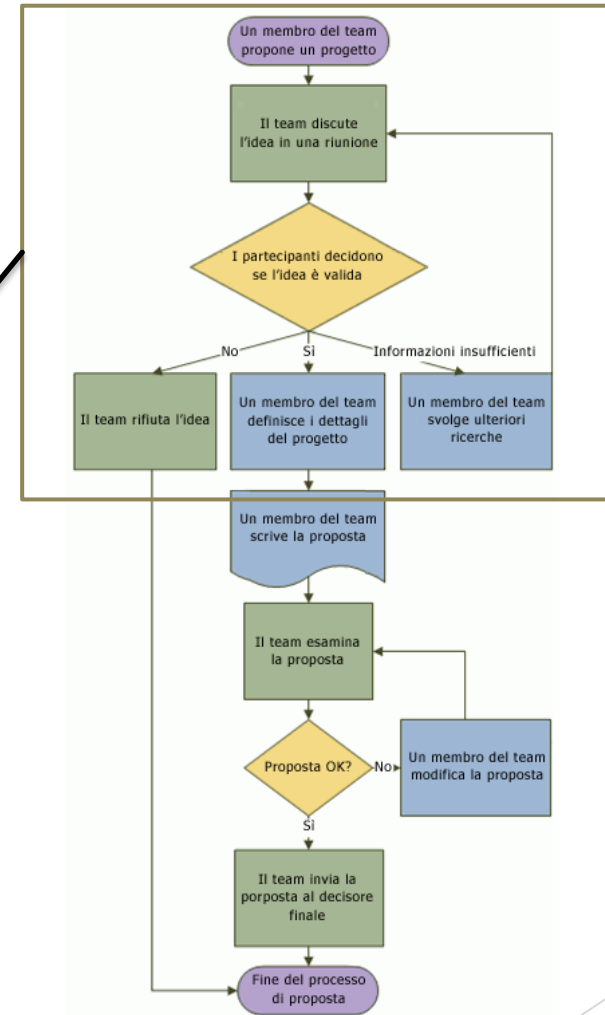 Un membro del team
propone un progetto
Il team discute
l'idea in una riunione
I partecipanti decidono
se l'idea è valida
No
Sì
Informazioni insufficienti
Il team rifiuta l'idea
Un membro del team
definisce i dettagli
del progetto
Un membro del team
svolge ulteriori
ricerche
Un membro del team
scrive la proposta
Il team esamina
la proposta
Proposta OK?
No
Un membro del team
modifica la proposta
Sì
Il team invia la
porposta al decisore
finale
Fine del processo
di proposta